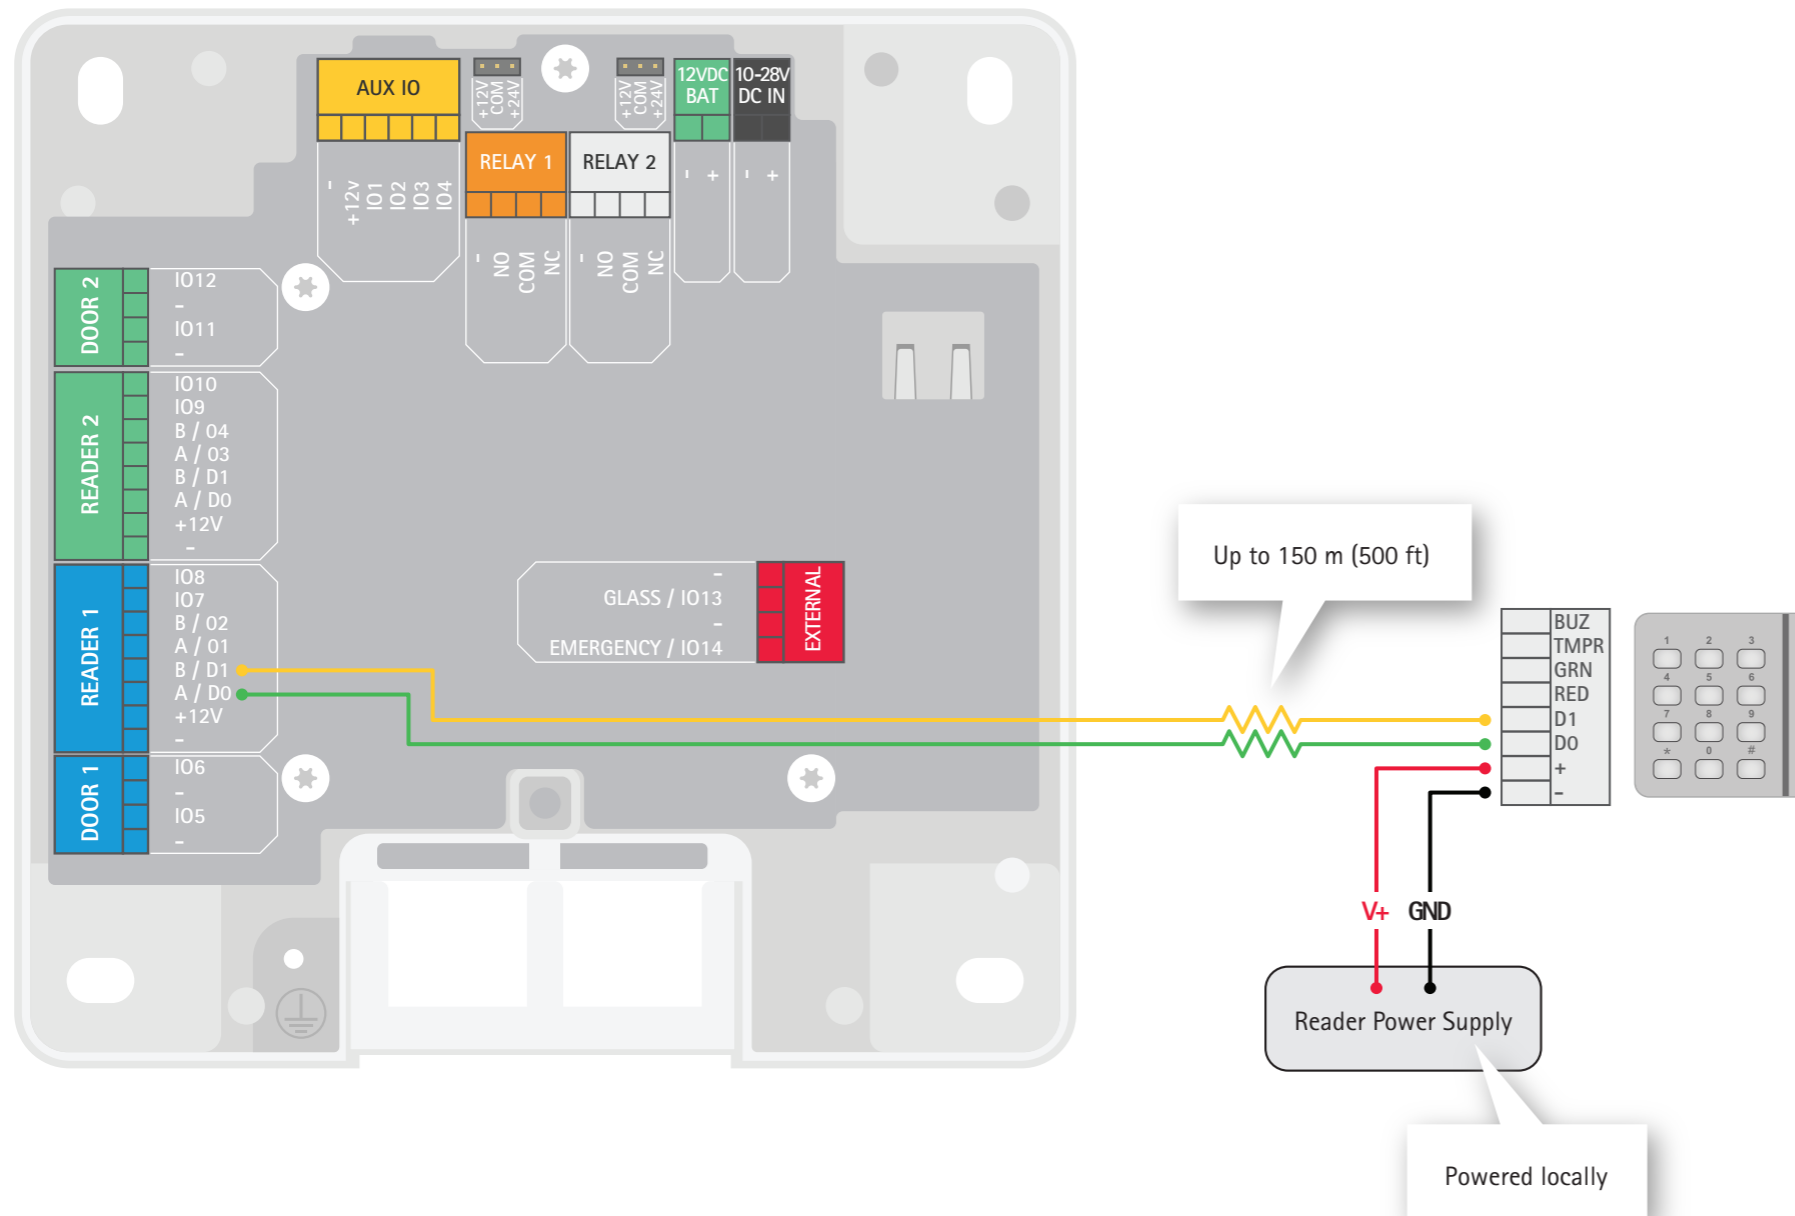 AUX IO
-
+12v
IO1
IO2
IO3
IO4
+12V
COM
+24V
RELAY 1
-
NO
COM
NC
+12V
COM
+24V
RELAY 2
-
NO
COM
NC
12VDC
BAT
-
+
10-28V
DC IN
-
+
DOOR 2
IO12
-
IO11
-
READER 2
IO10
IO9
B / O4
A / O3
B / D1
A / D0
+12V
-
READER 1
IO8
IO7
B / O2
A / O1
B / D1
A / D0
+12V
-
DOOR 1
IO6
-
IO5
-
-
GLASS / IO13
-
EMERGENCY / IO14
EXTERNAL
Up to 150 m (500 ft)
BUZ
TMPR
GRN
RED
D1
D0
+
-
1 2 3
4 5 6
7 8 9
* 0 #
V+ GND
Reader Power Supply
Powered locally